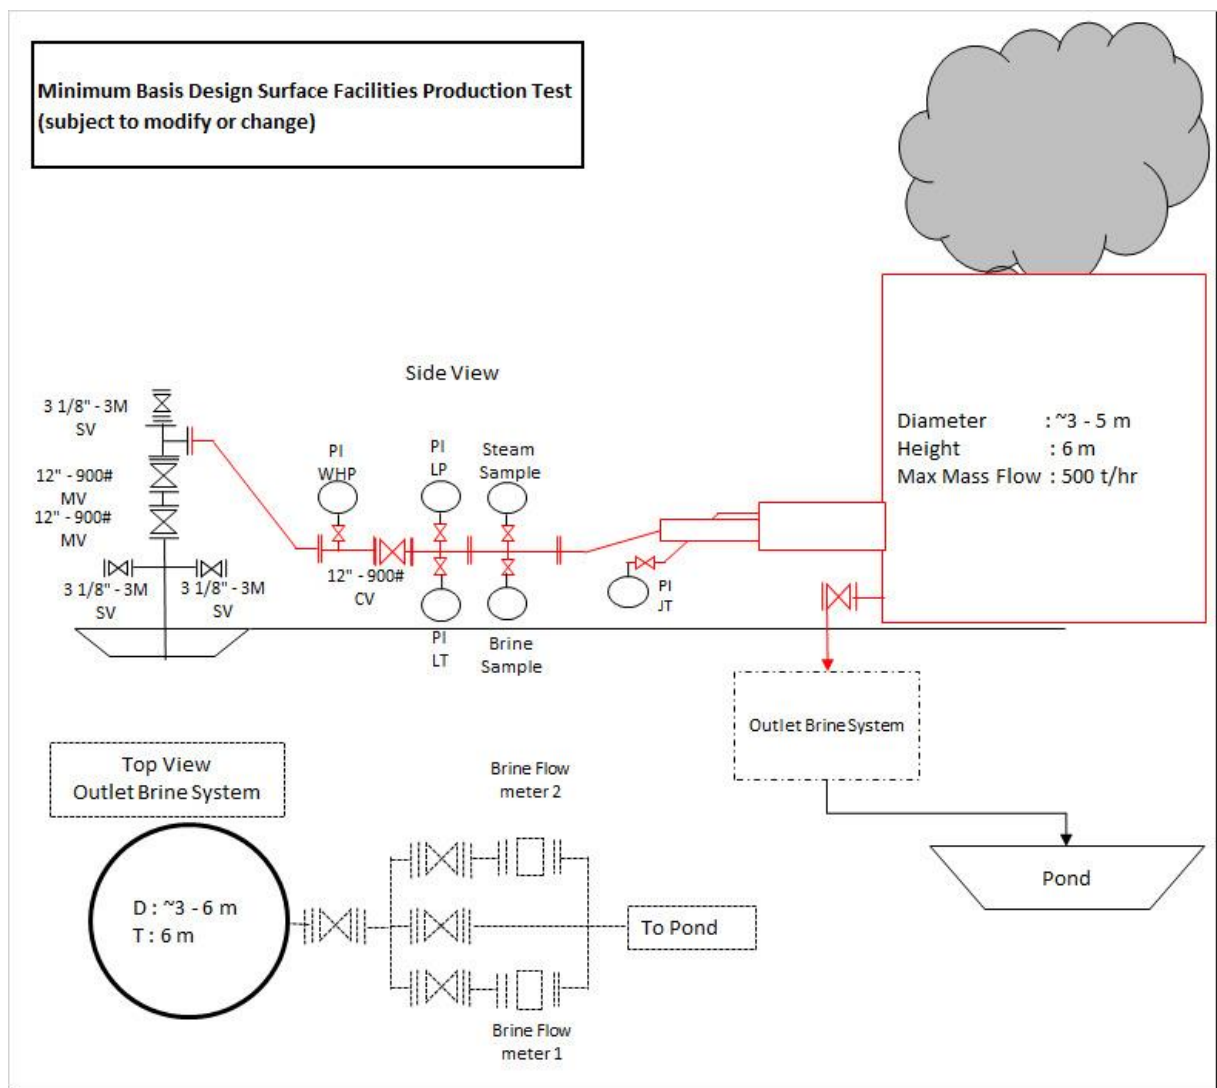 Minimum Basis Design Surface Facilities Production Test
(subject to modify or change)
Side View
3 1/8" - 3M
SV
12" - 900#
MV
12" - 900#
MV
3 1/8" - 3M
SV
3 1/8" - 3M
SV
PI
WHP
PI
LP
Steam
Sample
12" - 900#
CV
PI
LT
Brine
Sample
PI
JT
Diameter : ~3 - 5 m
Height : 6 m
Max Mass Flow : 500 t/hr
Outlet Brine System
Pond
Top View
Outlet Brine System
D : ~3 - 6 m
T : 6 m
Brine Flow
meter 2
To Pond
Brine Flow
meter 1